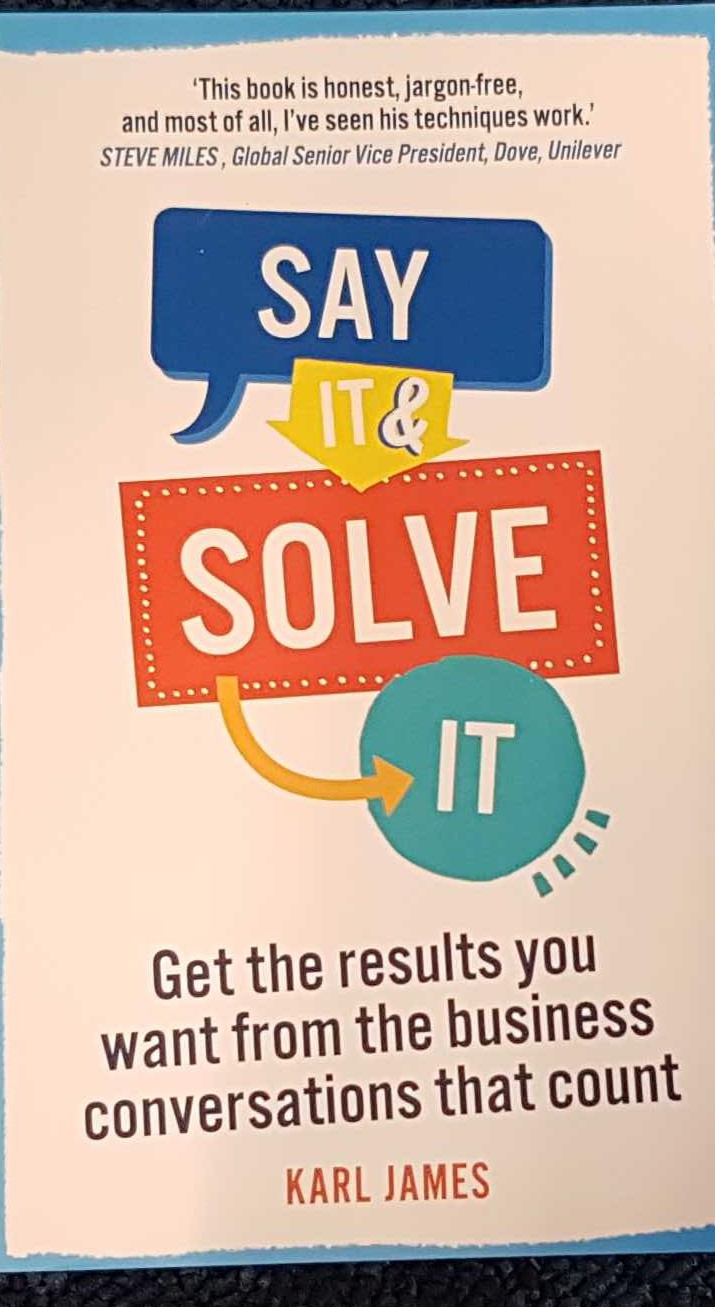 'This book is honest, jargon-free,
and most of all, I've seen his techniques work.'
STEVE MILES, Global Senior Vice President, Dove, Unilever
SAY
IT &
SOLVE
IT
Get the results you
want from the business
conversations that count
KARL JAMES